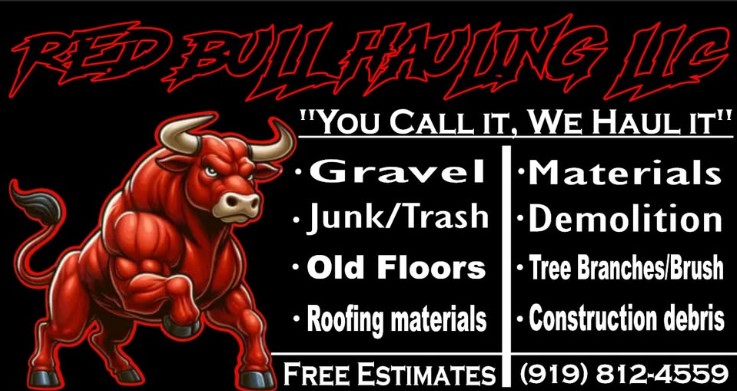 RED BULL HAULING LLC
"YOU CALL IT, WE HAUL IT"
· Gravel
· Junk/Trash
· Old Floors
· Roofing materials
· Materials
· Demolition
· Tree Branches/Brush
· Construction debris
FREE ESTIMATES
(919) 812-4559